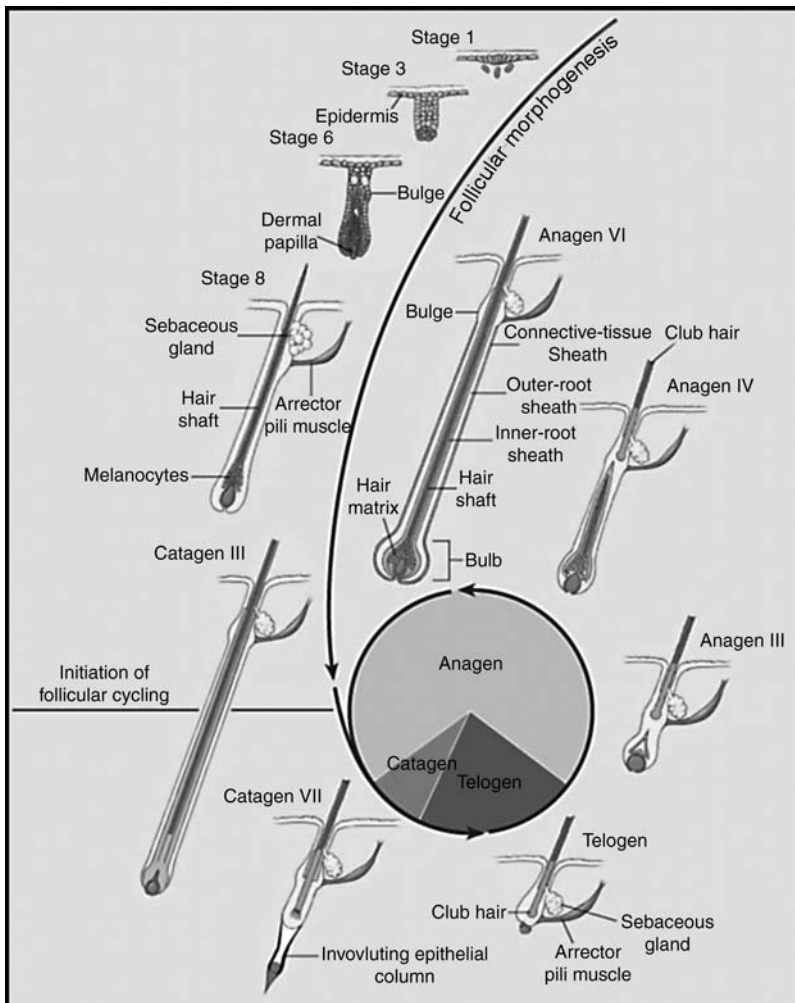 Stage 1
Stage 3
Epidermis
Stage 6
Bulge
Dermal
papilla
Stage 8
Sebaceous
gland
Hair
shaft
Arrector
pili muscle
Melanocytes
Follicular morphogenesis
Anagen VI
Bulge
Connective-tissue
Sheath
Outer-root
sheath
Inner-root
sheath
Hair
shaft
Hair
matrix
Bulb
Club hair
Anagen IV
Catagen III
Initiation of
follicular cycling
Anagen
Catagen
Telogen
Anagen III
Catagen VII
Invovluting epithelial
column
Telogen
Club hair
Sebaceous
gland
Arrector
pili muscle